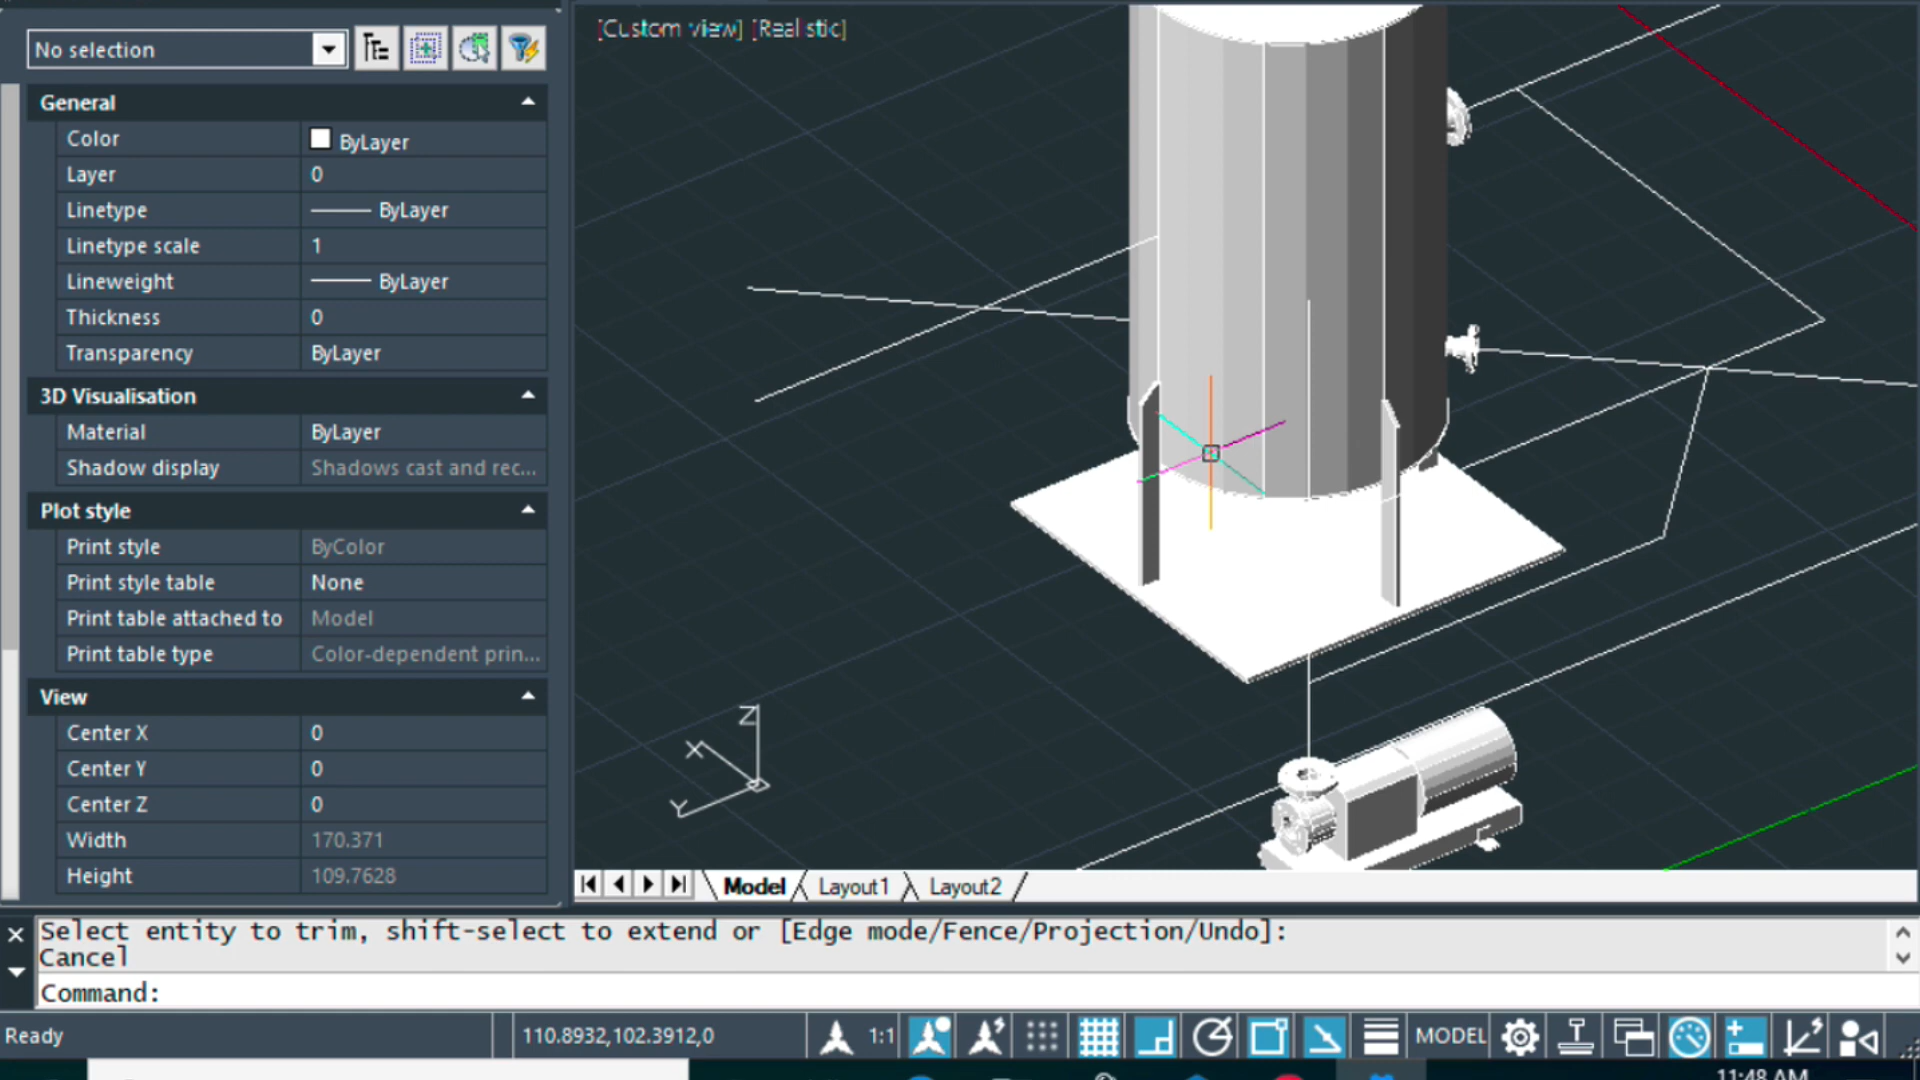 No selection
[Custom view] [Realistic]
General
Color ByLayer
Layer 0
Linetype ByLayer
Linetype scale 1
Lineweight ByLayer
Thickness 0
Transparency ByLayer
3D Visualisation
Material ByLayer
Shadow display Shadows cast and rec...
Plot style
Print style ByColor
Print style table None
Print table attached to Model
Print table type Color-dependent prin...
View
Center X 0
Center Y 0
Center Z 0
Width 170.371
Height 109.7628
Z
X
Y
Model Layout1 Layout2
Select entity to trim, shift-select to extend or [Edge mode/Fence/Projection/Undo]:
Cancel
Command:
Ready 110.8932,102.3912,0 1:1 MODEL
11:48 AM